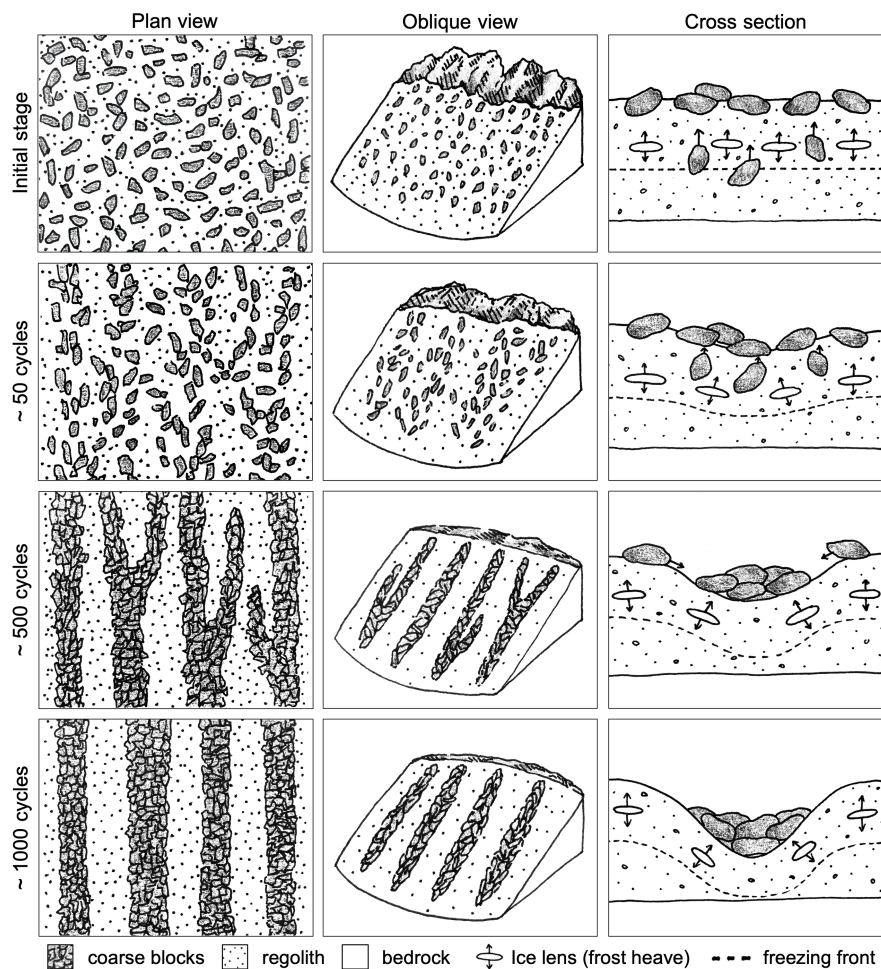 Plan view
Oblique view
Cross section
Initial stage
~ 50 cycles
~ 500 cycles
~ 1000 cycles
coarse blocks
regolith
bedrock
Ice lens (frost heave)
freezing front